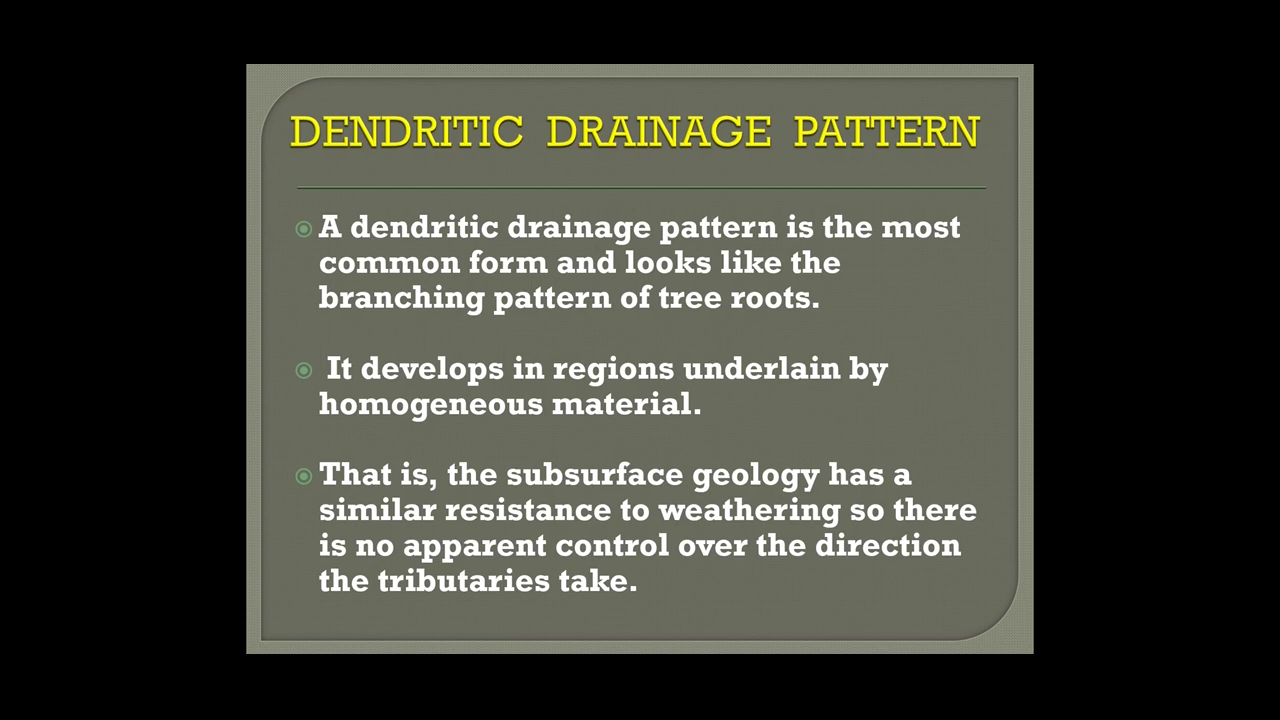 DENDRITIC DRAINAGE PATTERN
A dendritic drainage pattern is the most
common form and looks like the
branching pattern of tree roots.
It develops in regions underlain by
homogeneous material.
That is, the subsurface geology has a
similar resistance to weathering so there
is no apparent control over the direction
the tributaries take.